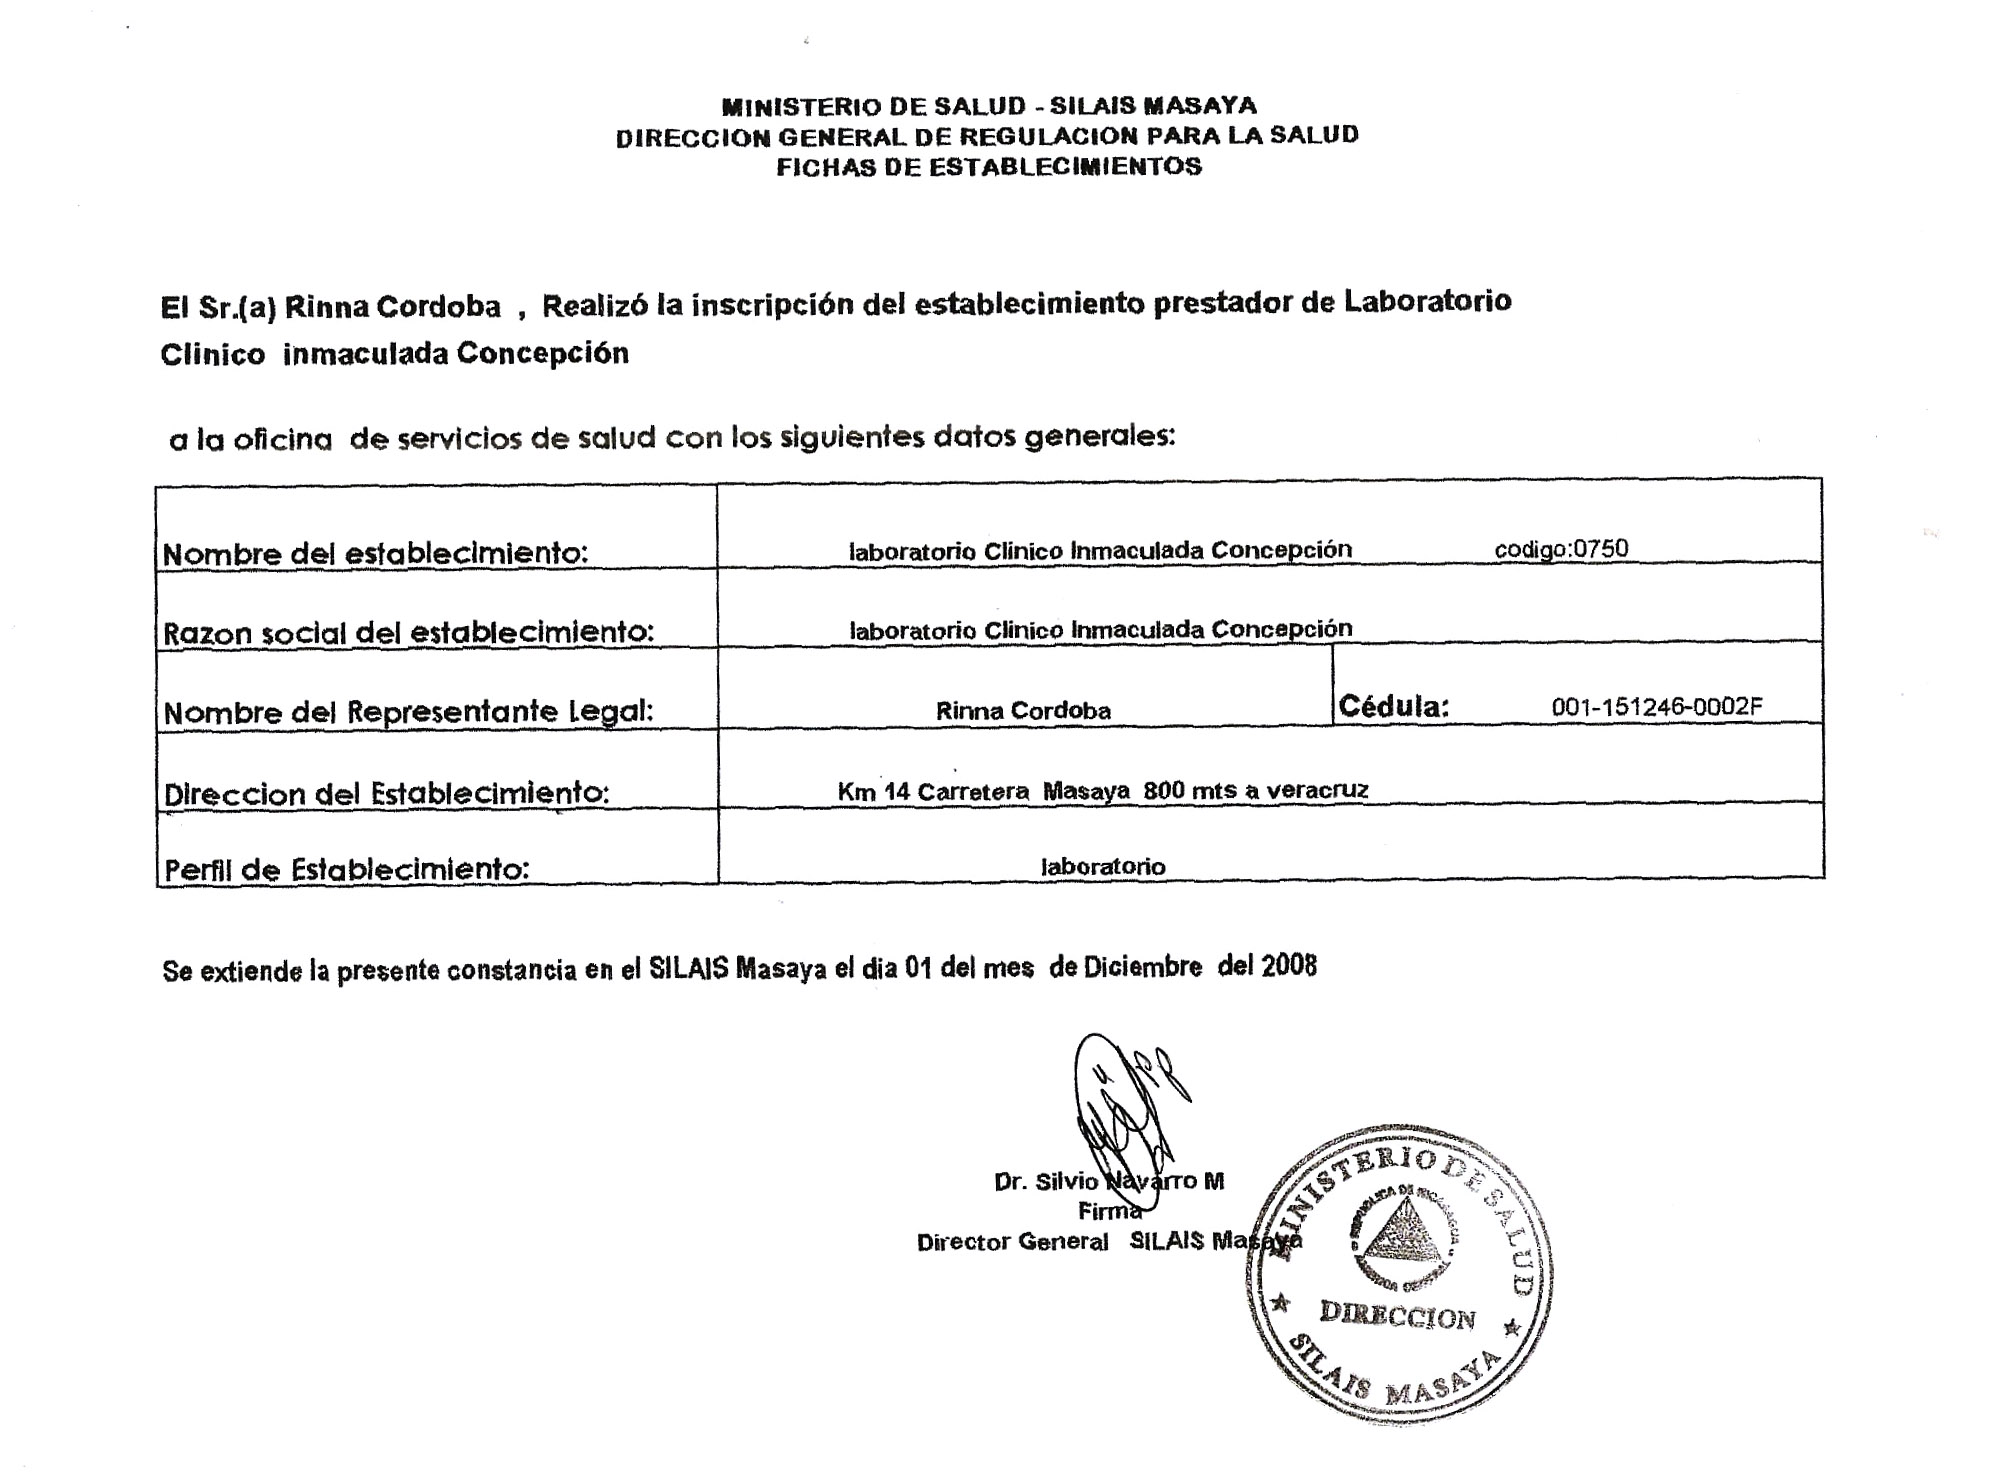 MINISTERIO DE SALUD - SILAIS MASAYA
DIRECCION GENERAL DE REGULACION PARA LA SALUD
FICHAS DE ESTABLECIMIENTOS
El Sr.(a) Rinna Cordoba , Realizó la inscripción del establecimiento prestador de Laboratorio
Clinico inmaculada Concepción
a la oficina de servicios de salud con los siguientes datos generales:
Nombre del establecimiento: laboratorio Clinico Inmaculada Concepción codigo:0750
Razon social del establecimiento: laboratorio Clinico Inmaculada Concepción
Nombre del Representante Legal: Rinna Cordoba Cédula: 001-151246-0002F
Direccion del Establecimiento: Km 14 Carretera Masaya 800 mts a veracruz
Perfil de Establecimiento: laboratorio
Se extiende la presente constancia en el SILAIS Masaya el dia 01 del mes de Diciembre del 2008
Dr. Silvio Navarro M
Firma
Director General SILAIS Masaya
MINISTERIO DE SALUD
REPUBLICA DE NICARAGUA
DIRECCION
SILAIS MASAYA